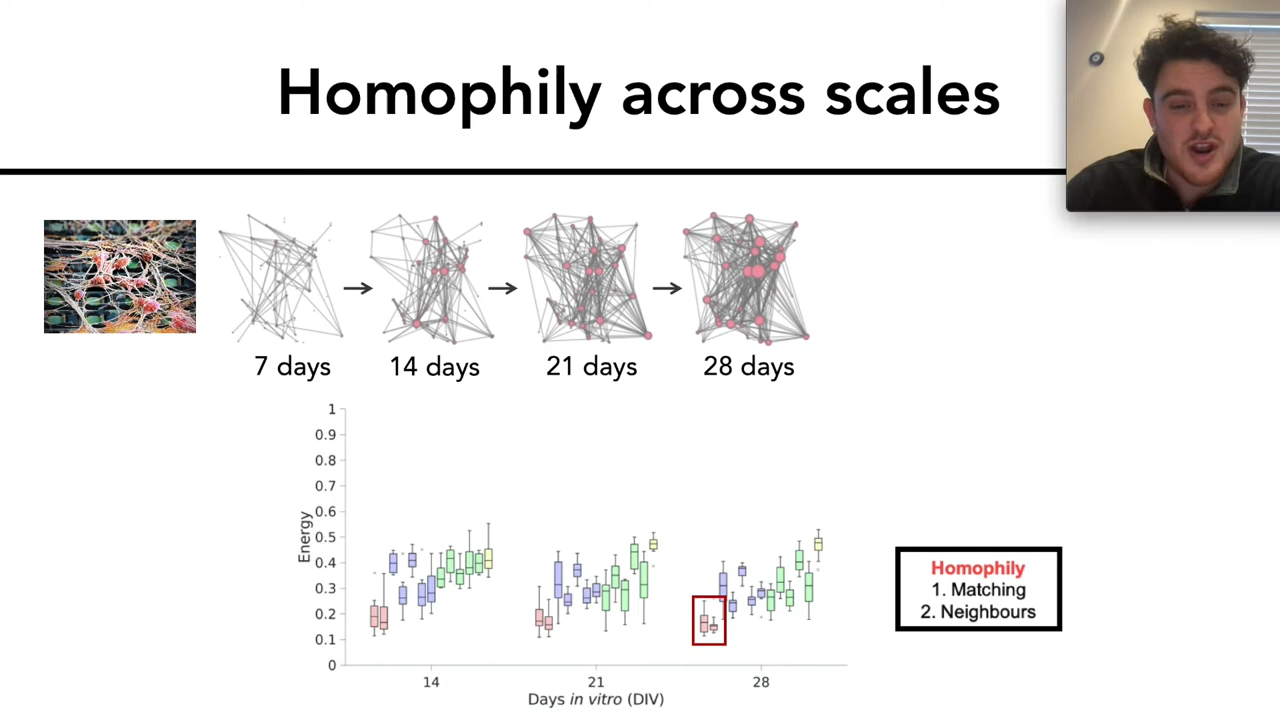 Homophily across scales
7 days
14 days
21 days
28 days
1
0.9
0.8
0.7
0.6
0.5
0.4
0.3
0.2
0.1
0
Energy
14
21
28
Days in vitro (DIV)
Homophily
1. Matching
2. Neighbours